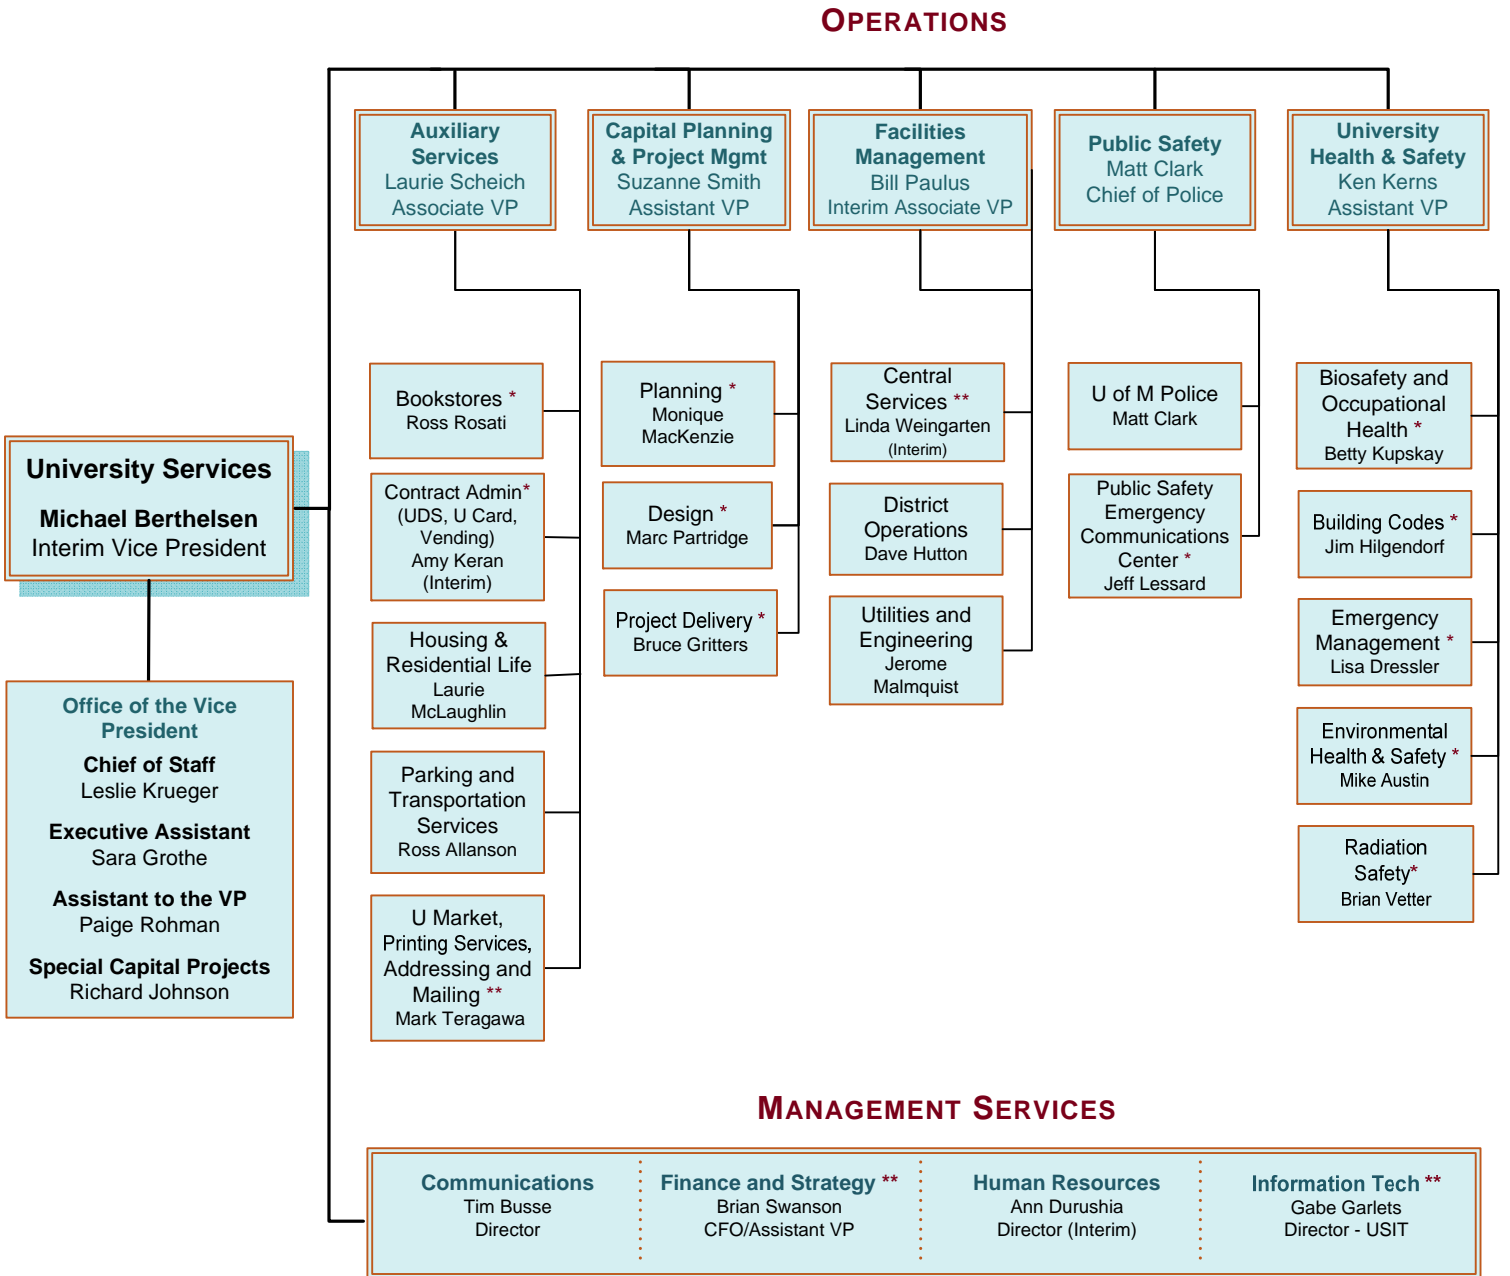 OPERATIONS
Auxiliary
Services
Laurie Scheich
Associate VP
Capital Planning
& Project Mgmt
Suzanne Smith
Assistant VP
Facilities
Management
Bill Paulus
Interim Associate VP
Public Safety
Matt Clark
Chief of Police
University
Health & Safety
Ken Kerns
Assistant VP
University Services
Michael Berthelsen
Interim Vice President
Office of the Vice
President
Chief of Staff
Leslie Krueger
Executive Assistant
Sara Grothe
Assistant to the VP
Paige Rohman
Special Capital Projects
Richard Johnson
Bookstores *
Ross Rosati
Contract Admin*
(UDS, U Card,
Vending)
Amy Keran
(Interim)
Housing &
Residential Life
Laurie
McLaughlin
Parking and
Transportation
Services
Ross Allanson
U Market,
Printing Services,
Addressing and
Mailing **
Mark Teragawa
Planning *
Monique
MacKenzie
Design *
Marc Partridge
Project Delivery *
Bruce Gritters
Central
Services **
Linda Weingarten
(Interim)
District
Operations
Dave Hutton
Utilities and
Engineering
Jerome
Malmquist
U of M Police
Matt Clark
Public Safety
Emergency
Communications
Center *
Jeff Lessard
Biosafety and
Occupational
Health *
Betty Kupskay
Building Codes *
Jim Hilgendorf
Emergency
Management *
Lisa Dressler
Environmental
Health & Safety *
Mike Austin
Radiation
Safety*
Brian Vetter
MANAGEMENT SERVICES
Communications
Tim Busse
Director
Finance and Strategy **
Brian Swanson
CFO/Assistant VP
Human Resources
Ann Durushia
Director (Interim)
Information Tech **
Gabe Garlets
Director - USIT